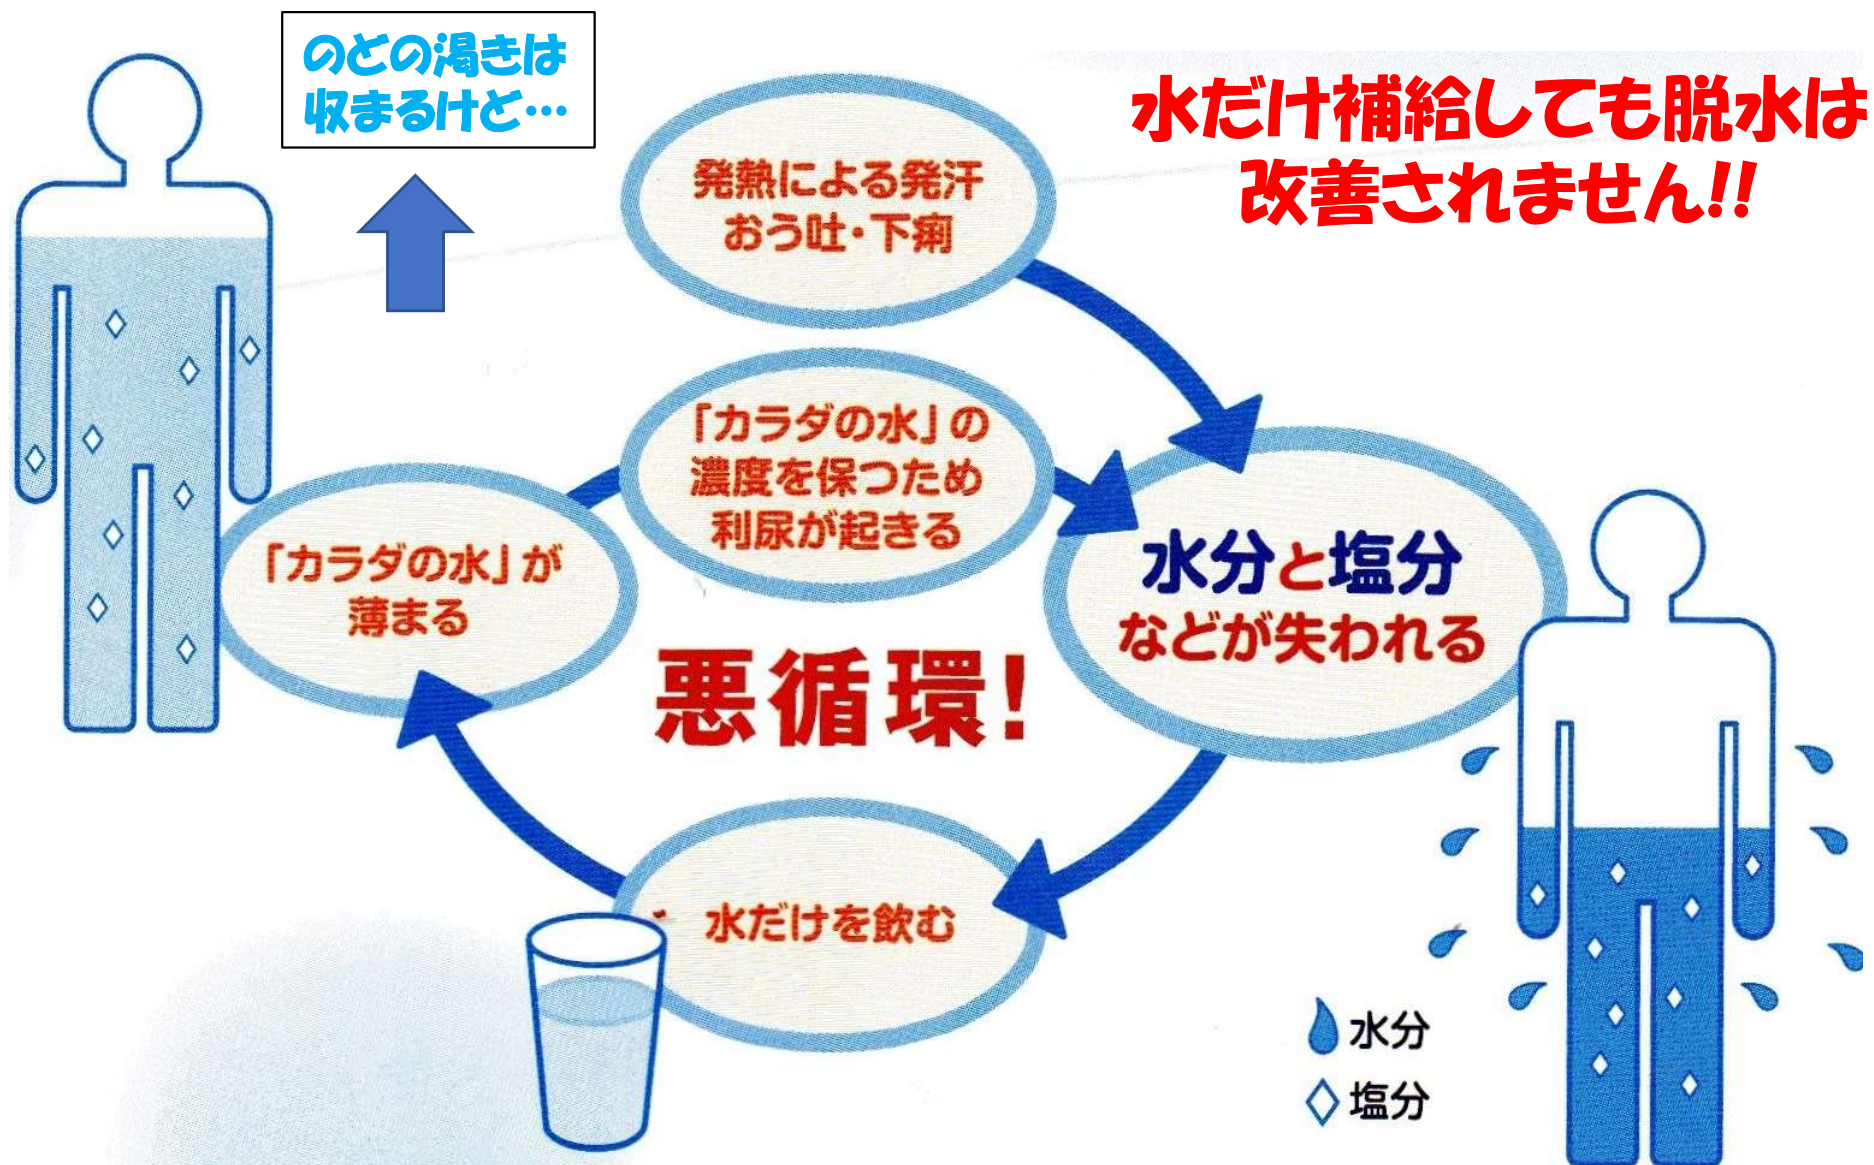 のどの渇きは
収まるけど…
水だけ補給しても脱水は
改善されません!!
発熱による発汗
おう吐・下痢
「カラダの水」の
濃度を保つため
利尿が起きる
「カラダの水」が
薄まる
水分と塩分
などが失われる
悪循環!
水だけを飲む
水分
塩分